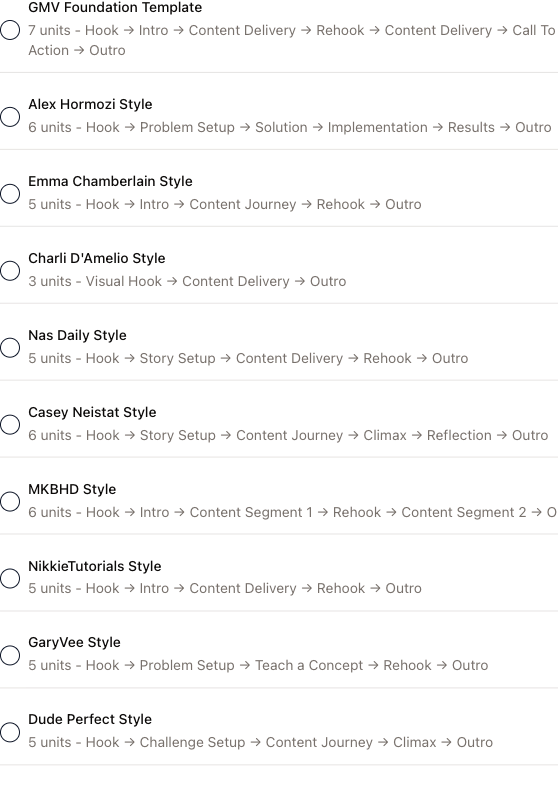 GMV Foundation Template
7 units - Hook → Intro → Content Delivery → Rehook → Content Delivery → Call To
Action → Outro
Alex Hormozi Style
6 units - Hook → Problem Setup → Solution → Implementation → Results → Outro
Emma Chamberlain Style
5 units - Hook → Intro → Content Journey → Rehook → Outro
Charli D'Amelio Style
3 units - Visual Hook → Content Delivery → Outro
Nas Daily Style
5 units - Hook → Story Setup → Content Delivery → Rehook → Outro
Casey Neistat Style
6 units - Hook → Story Setup → Content Journey → Climax → Reflection → Outro
MKBHD Style
6 units - Hook → Intro → Content Segment 1 → Rehook → Content Segment 2 → O
NikkieTutorials Style
5 units - Hook → Intro → Content Delivery → Rehook → Outro
GaryVee Style
5 units - Hook → Problem Setup → Teach a Concept → Rehook → Outro
Dude Perfect Style
5 units - Hook → Challenge Setup → Content Journey → Climax → Outro